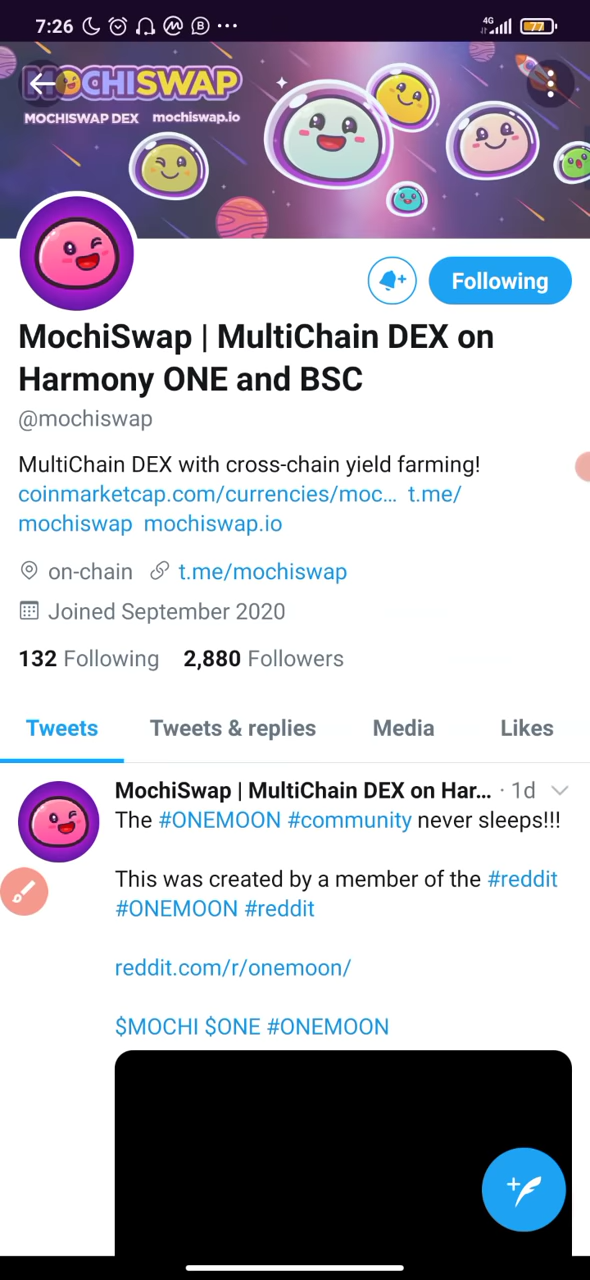 7:26
4G
77
MOCHISWAP
MOCHISWAP DEX mochiswap.io
Following
MochiSwap | MultiChain DEX on
Harmony ONE and BSC
@mochiswap
MultiChain DEX with cross-chain yield farming!
coinmarketcap.com/currencies/moc... t.me/
mochiswap mochiswap.io
on-chain t.me/mochiswap
Joined September 2020
132 Following 2,880 Followers
Tweets Tweets & replies Media Likes
MochiSwap | MultiChain DEX on Har... · 1d
The #ONEMOON #community never sleeps!!!
This was created by a member of the #reddit
#ONEMOON #reddit
reddit.com/r/onemoon/
$MOCHI $ONE #ONEMOON